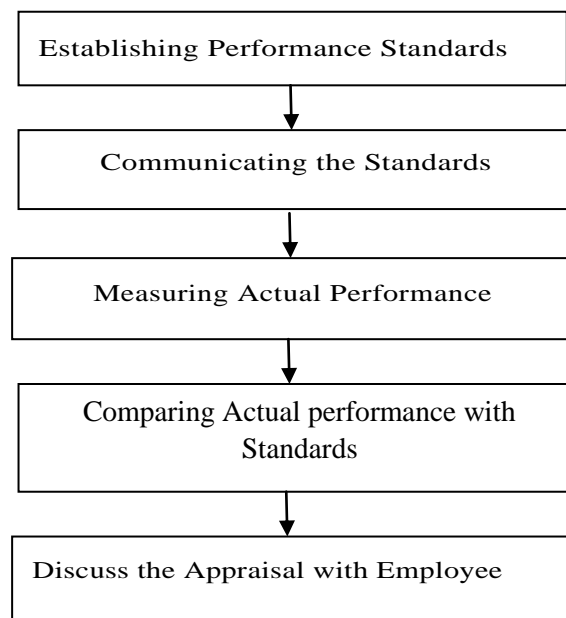 Establishing Performance Standards
Communicating the Standards
Measuring Actual Performance
Comparing Actual performance with
Standards
Discuss the Appraisal with Employee